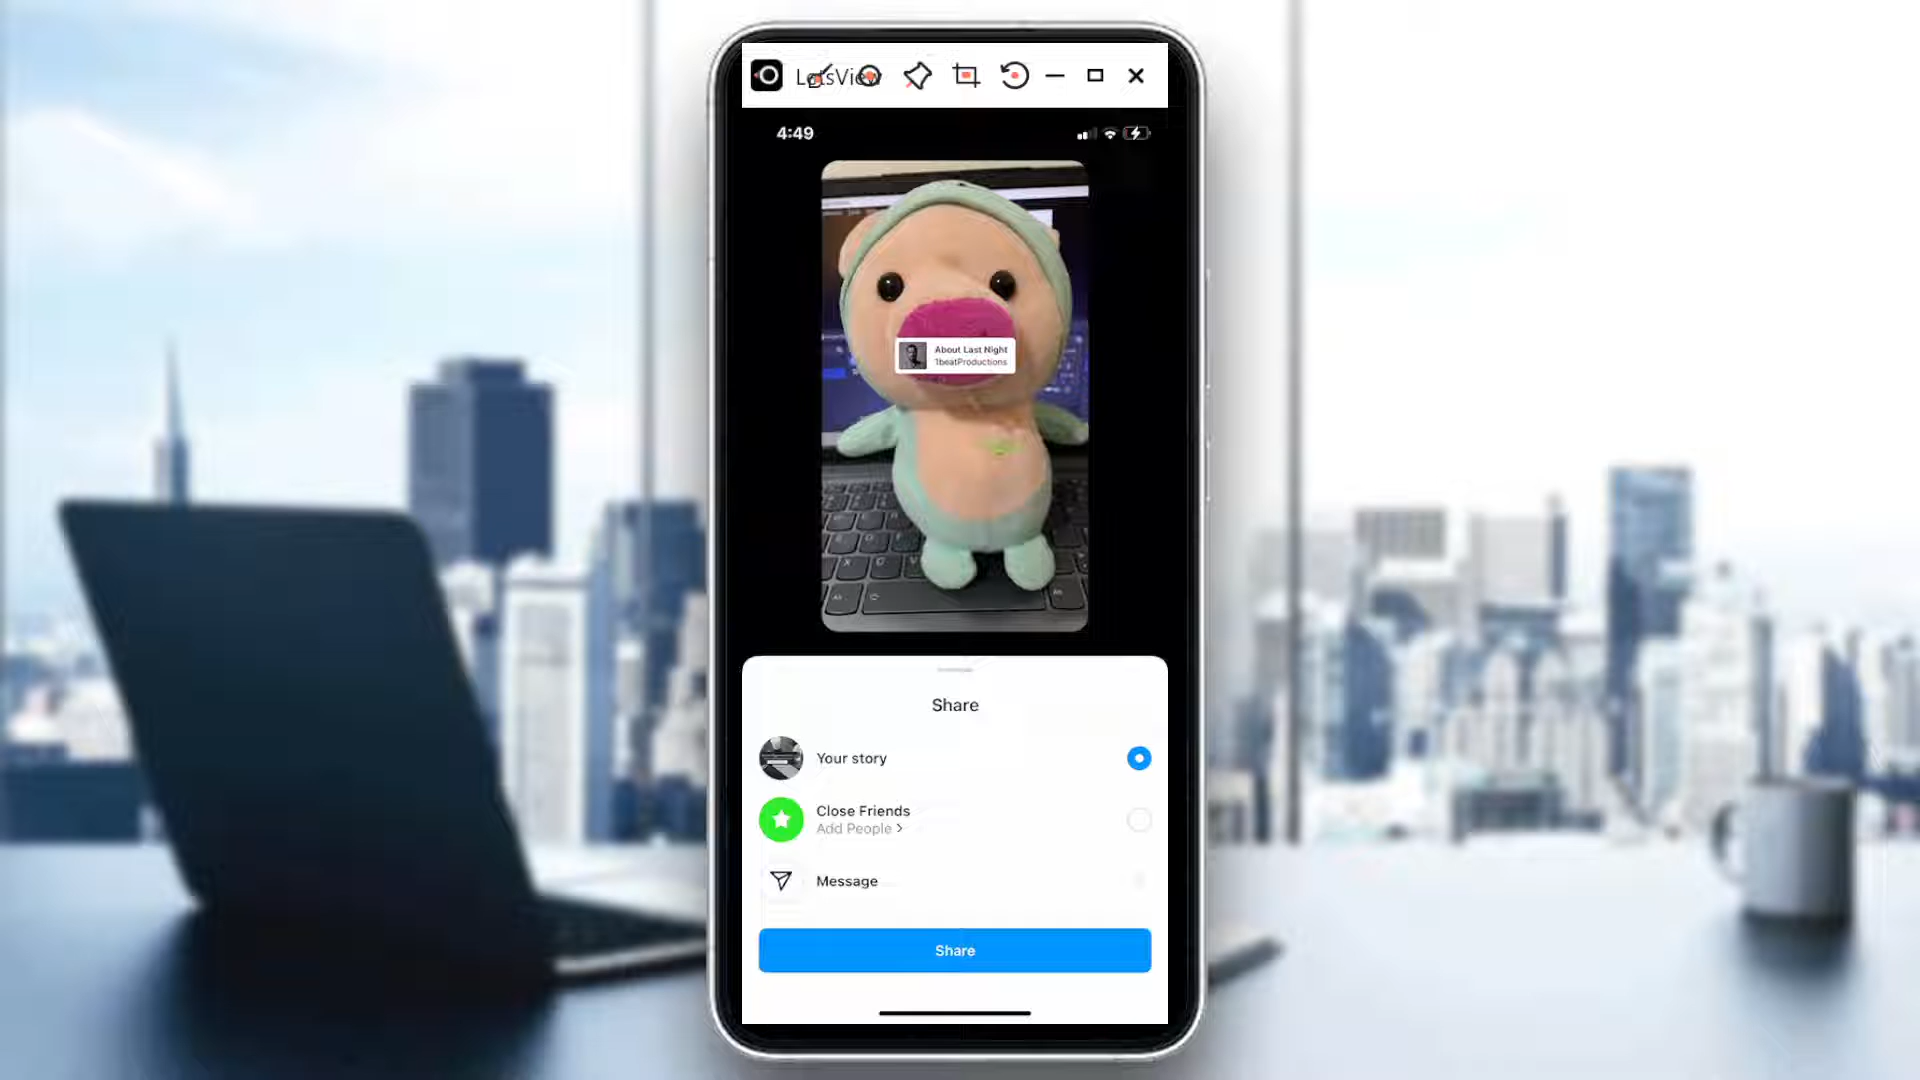 LetsView
4:49
About Last Night
1beatProductions
Share
Your story
Close Friends
Add People >
Message
Share